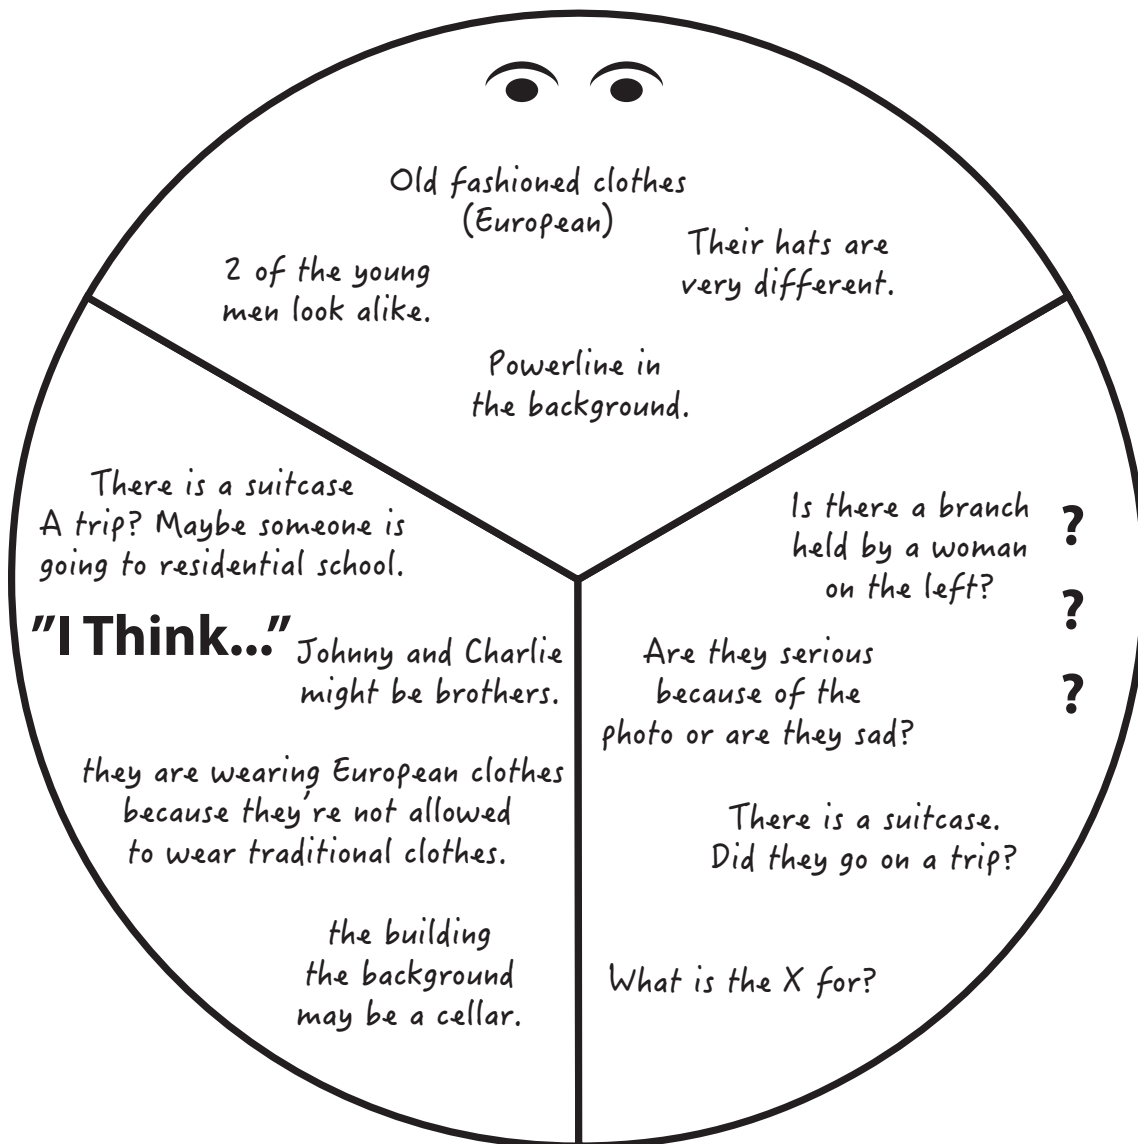 Old fashioned clothes
(European)
Their hats are
very different.
2 of the young
men look alike.
Powerline in
the background.
There is a suitcase
A trip? Maybe someone is
going to residential school.
"I Think..."
Johnny and Charlie
might be brothers.
they are wearing European clothes
because they're not allowed
to wear traditional clothes.
the building
the background
may be a cellar.
Is there a branch
held by a woman
on the left?
?
?
?
Are they serious
because of the
photo or are they sad?
There is a suitcase.
Did they go on a trip?
What is the X for?